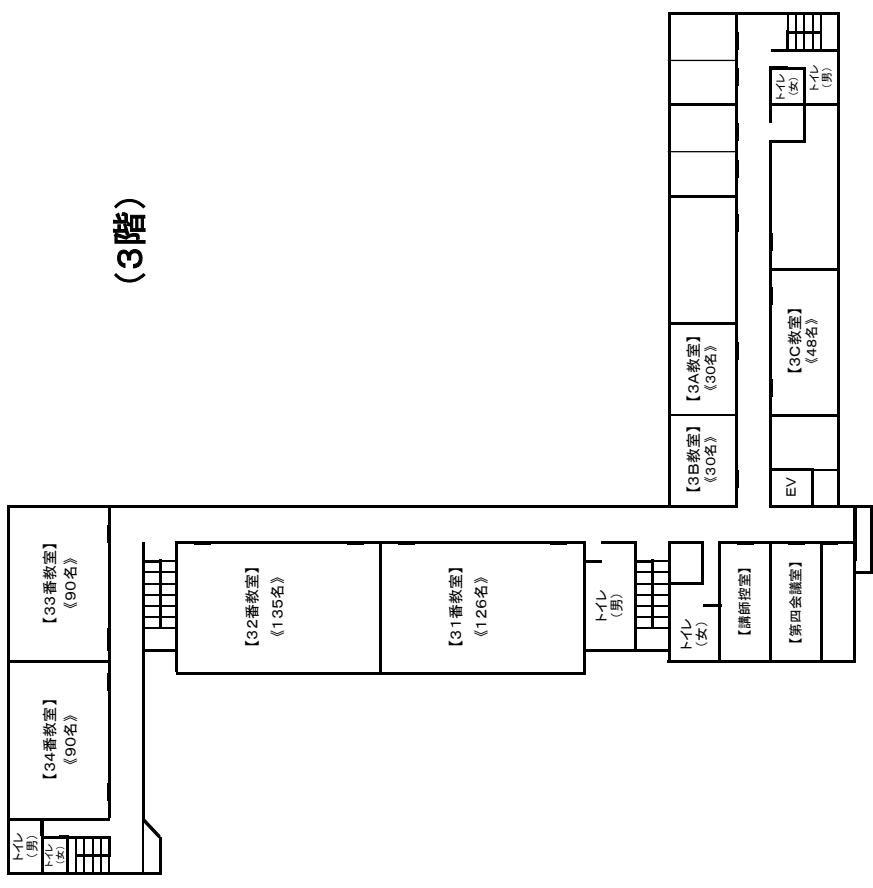 （3階）
トイレ
（女）
トイレ
（男）
【3A教室】
《30名》
【3C教室】
《48名》
【3B教室】
《30名》
EV
【33番教室】
《90名》
【32番教室】
《135名》
【31番教室】
《126名》
トイレ
（男）
トイレ
（女）
【講師控室】
【第四会議室】
【34番教室】
《90名》
トイレ
（男）
トイレ
（女）